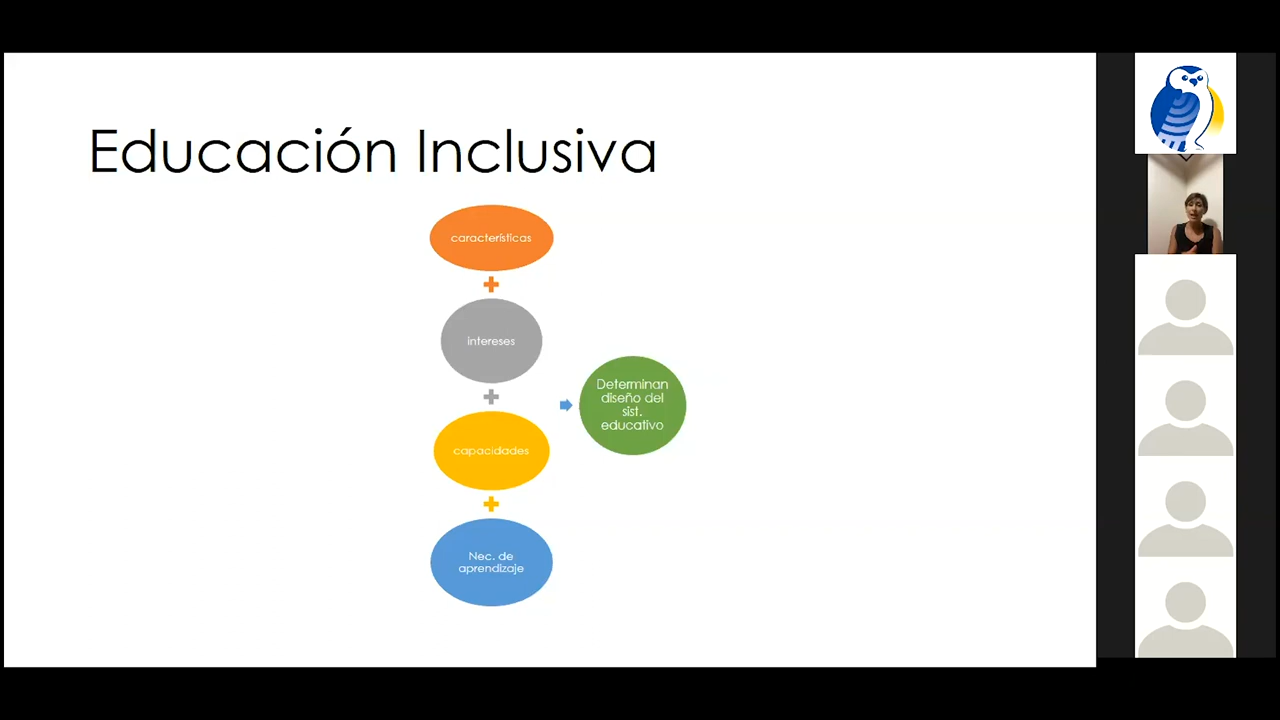 Educación Inclusiva
características
intereses
capacidades
Nec. de
aprendizaje
Determinan
diseño del
sist.
educativo